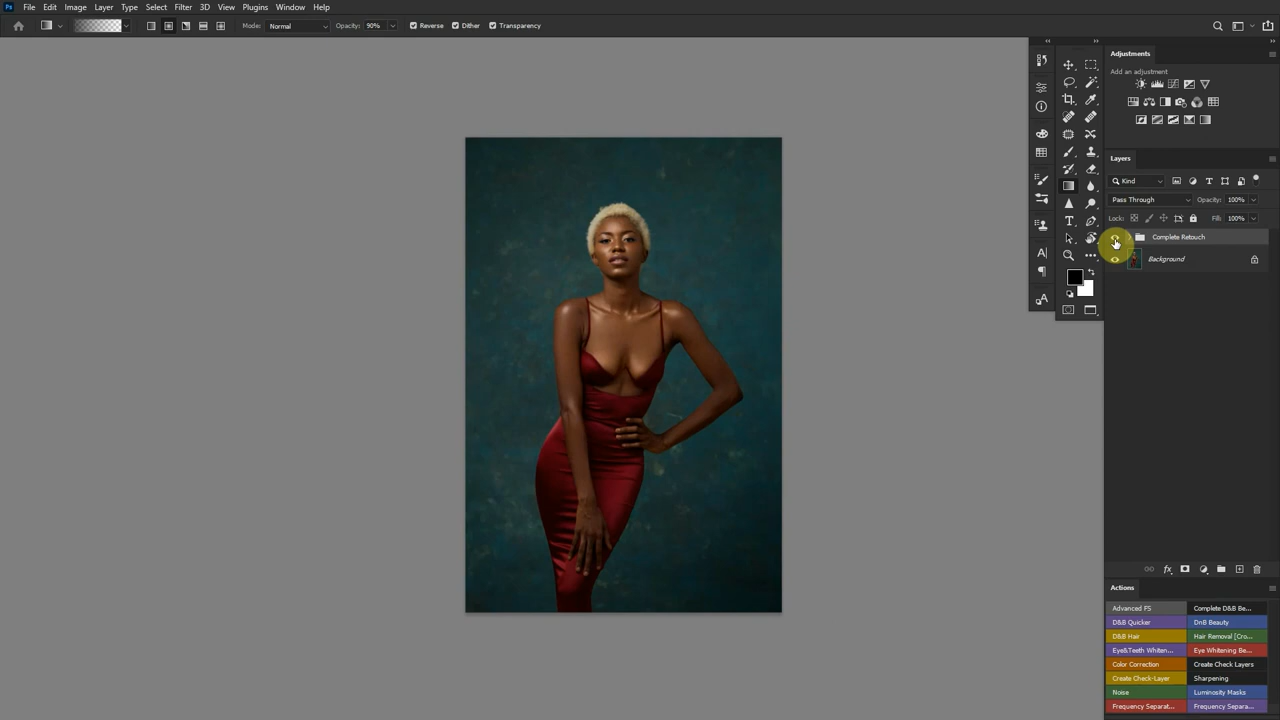 Ps File Edit Image Layer Type Select Filter 3D View Plugins Window Help
Mode: Normal Opacity: 90% Reverse Dither Transparency
Adjustments
Add an adjustment
Layers
Kind
Pass Through Opacity: 100%
Lock: Fill: 100%
Complete Retouch
Background
fx
Actions
Advanced FS Complete D&B Be...
D&B Quicker DnB Beauty
D&B Hair Hair Removal [Cro...
Eye&Teeth Whiten... Eye Whitening Be...
Color Correction Create Check Layers
Create Check-Layer Sharpening
Noise Luminosity Masks
Frequency Separat... Frequency Separa...